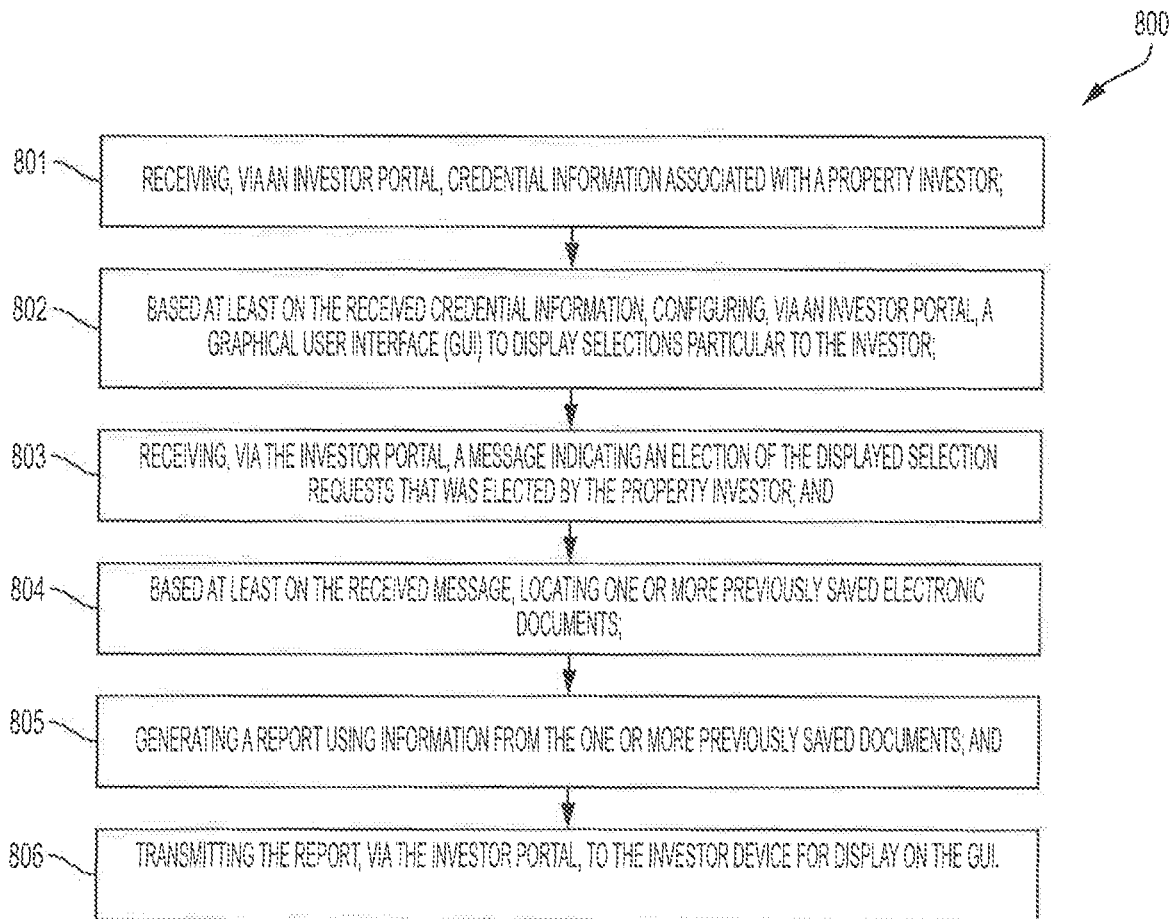 800
801
RECEIVING, VIA AN INVESTOR PORTAL, CREDENTIAL INFORMATION ASSOCIATED WITH A PROPERTY INVESTOR;
802
BASED AT LEAST ON THE RECEIVED CREDENTIAL INFORMATION, CONFIGURING, VIA AN INVESTOR PORTAL, A
GRAPHICAL USER INTERFACE (GUI) TO DISPLAY SELECTIONS PARTICULAR TO THE INVESTOR;
803
RECEIVING, VIA THE INVESTOR PORTAL, A MESSAGE INDICATING AN ELECTION OF THE DISPLAYED SELECTION
REQUESTS THAT WAS ELECTED BY THE PROPERTY INVESTOR; AND
804
BASED AT LEAST ON THE RECEIVED MESSAGE, LOCATING ONE OR MORE PREVIOUSLY SAVED ELECTRONIC
DOCUMENTS;
805
GENERATING A REPORT USING INFORMATION FROM THE ONE OR MORE PREVIOUSLY SAVED DOCUMENTS; AND
806
TRANSMITTING THE REPORT, VIA THE INVESTOR PORTAL, TO THE INVESTOR DEVICE FOR DISPLAY ON THE GUI.